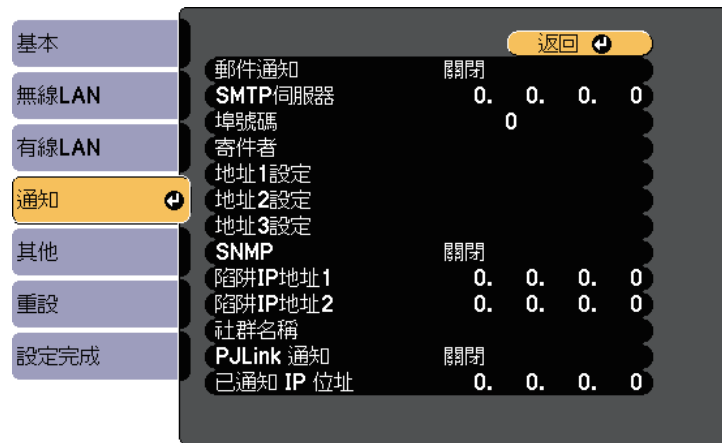 基本
無線LAN
有線LAN
通知
其他
重設
設定完成
返回
郵件通知 關閉
SMTP伺服器 0. 0. 0. 0
埠號碼 0
寄件者
地址1設定
地址2設定
地址3設定
SNMP 關閉
陷阱IP地址1 0. 0. 0. 0
陷阱IP地址2 0. 0. 0. 0
社群名稱
PJLink 通知 關閉
已通知 IP 位址 0. 0. 0. 0